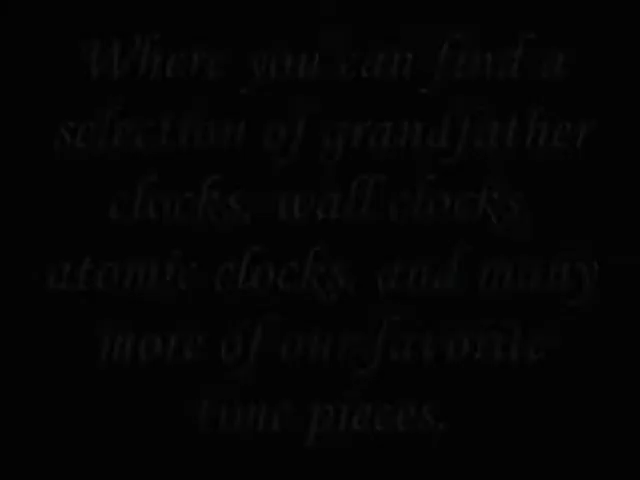 Where you can find a
selection of grandfather
clocks, wall clocks,
atomic clocks, and many
more of our favorite
time pieces.